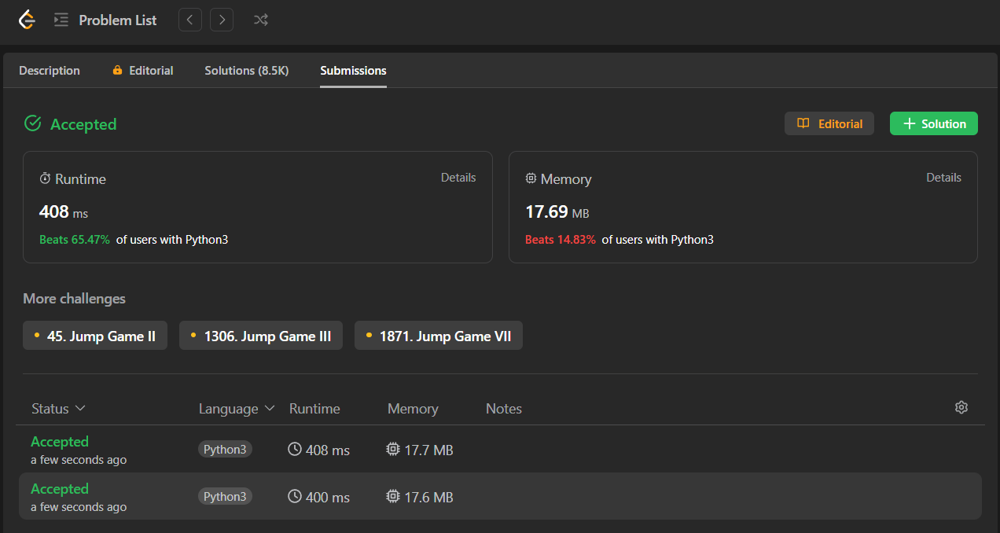 Problem List
Description Editorial Solutions (8.5K) Submissions
Accepted Editorial Solution
Runtime Details
408 ms
Beats 65.47% of users with Python3
Memory Details
17.69 MB
Beats 14.83% of users with Python3
More challenges
45. Jump Game II 1306. Jump Game III 1871. Jump Game VII
Status Language Runtime Memory Notes
Accepted
a few seconds ago
Python3 408 ms 17.7 MB
Accepted
a few seconds ago
Python3 400 ms 17.6 MB